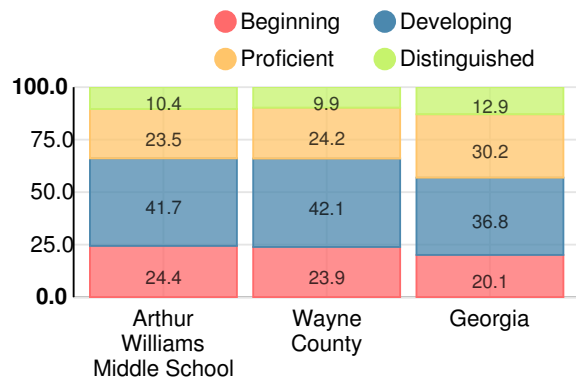 Beginning Developing
Proficient Distinguished
100.0
75.0
50.0
25.0
0.0
10.4 9.9 12.9
23.5 24.2 30.2
41.7 42.1 36.8
24.4 23.9 20.1
Arthur Williams Middle School
Wayne County
Georgia